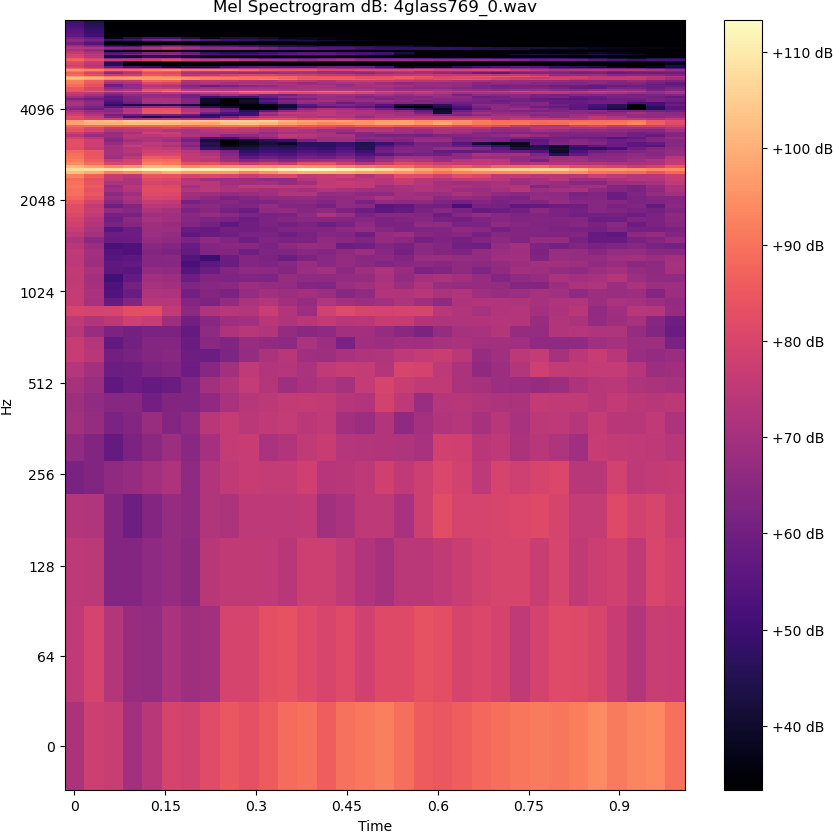 Mel Spectrogram dB: 4glass769_0.wav
Hz
4096
2048
1024
512
256
128
64
0
0 0.15 0.3 0.45 0.6 0.75 0.9
Time
+110 dB
+100 dB
+90 dB
+80 dB
+70 dB
+60 dB
+50 dB
+40 dB